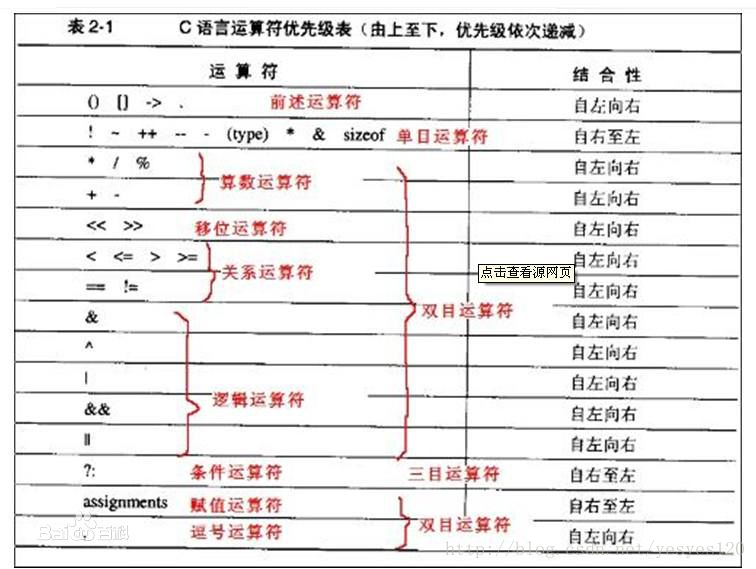 表2-1 C 语言运算符优先级表（由上至下，优先级依次递减）
运算符 结合性
() [] -> . 前述运算符 自左向右
! ~ ++ -- - (type) * & sizeof 单目运算符 自右至左
* / % 自左向右
算数运算符
+ - 自左向右
<< >> 移位运算符 自左向右
< <= > >= 自左向右
关系运算符 点击查看源网页
== != 自左向右
& 双目运算符 自左向右
^ 自左向右
| 自左向右
逻辑运算符
&& 自左向右
|| 自左向右
?: 条件运算符 三目运算符 自右至左
assignments 赋值运算符 自右至左
双目运算符
, 逗号运算符 自左向右
Baidu百科
http://blog.csdn.net/yesyes120